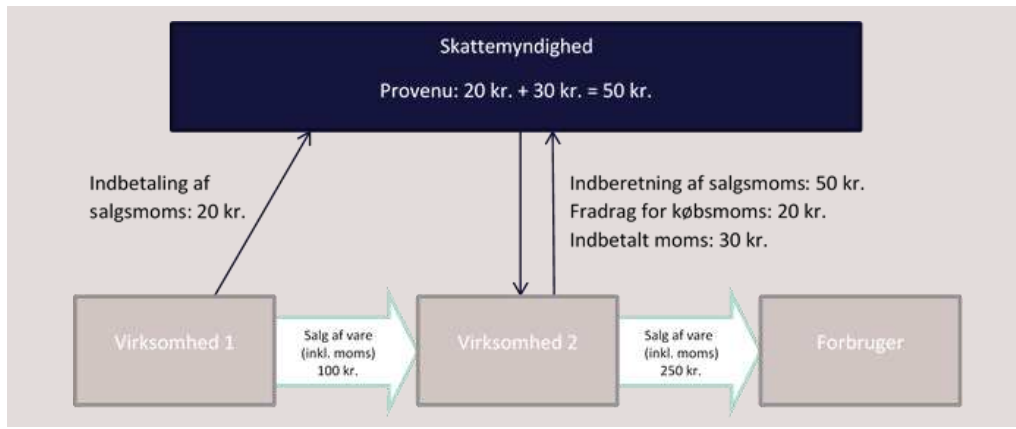 Skattemyndighed
Provenu: 20 kr. + 30 kr. = 50 kr.
Indbetaling af
salgsmoms: 20 kr.
Indberetning af salgsmoms: 50 kr.
Fradrag for købsmoms: 20 kr.
Indbetalt moms: 30 kr.
Virksomhed 1
Salg af vare
(inkl. moms)
100 kr.
Virksomhed 2
Salg af vare
(inkl. moms)
250 kr.
Forbruger